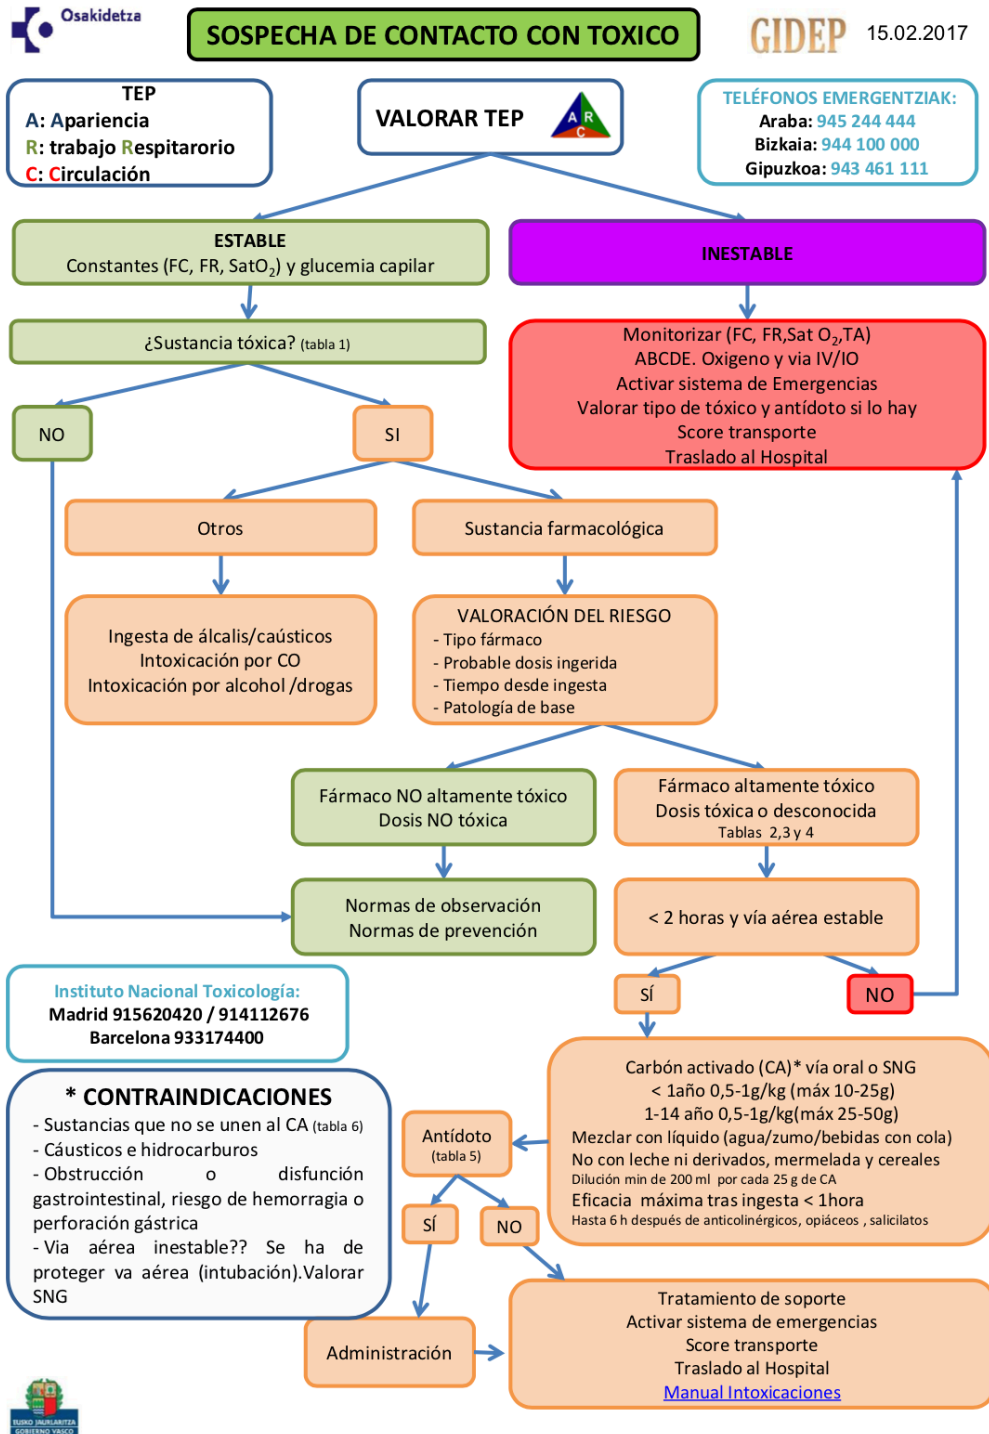 Osakidetza
SOSPECHA DE CONTACTO CON TOXICO
GIDEP
15.02.2017
TEP
A: Apariencia
R: trabajo Respitarorio
C: Circulación
VALORAR TEP
A R
C
TELÉFONOS EMERGENTZIAK:
Araba: 945 244 444
Bizkaia: 944 100 000
Gipuzkoa: 943 461 111
ESTABLE
Constantes (FC, FR, SatO2) y glucemia capilar
INESTABLE
¿Sustancia tóxica? (tabla 1)
Monitorizar (FC, FR,Sat O2,TA)
ABCDE. Oxigeno y via IV/IO
Activar sistema de Emergencias
Valorar tipo de tóxico y antídoto si lo hay
Score transporte
Traslado al Hospital
NO
SI
Otros
Sustancia farmacológica
Ingesta de álcalis/caústicos
Intoxicación por CO
Intoxicación por alcohol /drogas
VALORACIÓN DEL RIESGO
- Tipo fármaco
- Probable dosis ingerida
- Tiempo desde ingesta
- Patología de base
Fármaco NO altamente tóxico
Dosis NO tóxica
Fármaco altamente tóxico
Dosis tóxica o desconocida
Tablas 2,3 y 4
Normas de observación
Normas de prevención
< 2 horas y vía aérea estable
SÍ
NO
Instituto Nacional Toxicología:
Madrid 915620420 / 914112676
Barcelona 933174400
Carbón activado (CA)* vía oral o SNG
< 1año 0,5-1g/kg (máx 10-25g)
1-14 año 0,5-1g/kg(máx 25-50g)
Mezclar con líquido (agua/zumo/bebidas con cola)
No con leche ni derivados, mermelada y cereales
Dilución min de 200 ml por cada 25 g de CA
Eficacia máxima tras ingesta < 1hora
Hasta 6 h después de anticolinérgicos, opiáceos , salicilatos
* CONTRAINDICACIONES
- Sustancias que no se unen al CA (tabla 6)
- Cáusticos e hidrocarburos
- Obstrucción o disfunción
gastrointestinal, riesgo de hemorragia o
perforación gástrica
- Via aérea inestable?? Se ha de
proteger va aérea (intubación).Valorar
SNG
Antídoto
(tabla 5)
SÍ
NO
Administración
Tratamiento de soporte
Activar sistema de emergencias
Score transporte
Traslado al Hospital
Manual Intoxicaciones
EUSKO JAURLARITZA
GOBIERNO VASCO